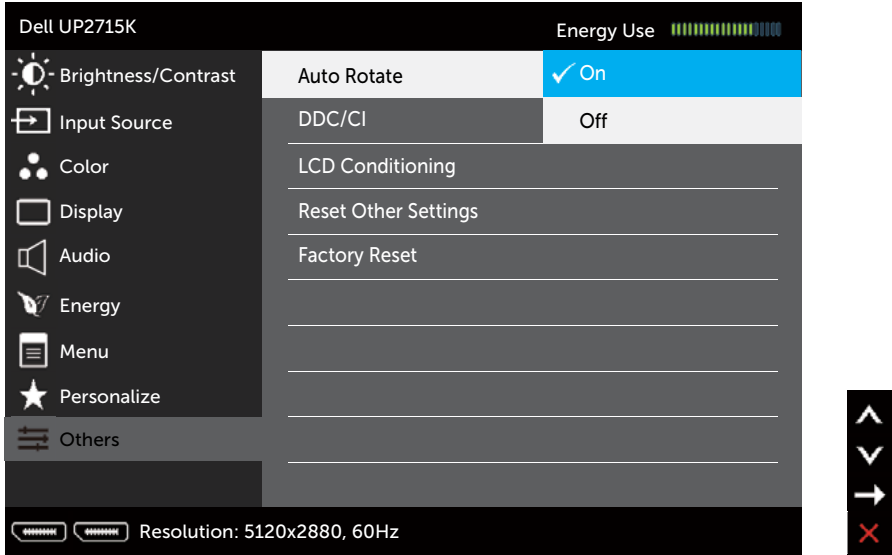 Dell UP2715K
Energy Use
Brightness/Contrast
Auto Rotate
On
Input Source
DDC/CI
Off
Color
LCD Conditioning
Display
Reset Other Settings
Audio
Factory Reset
Energy
Menu
Personalize
Others
Resolution: 5120x2880, 60Hz